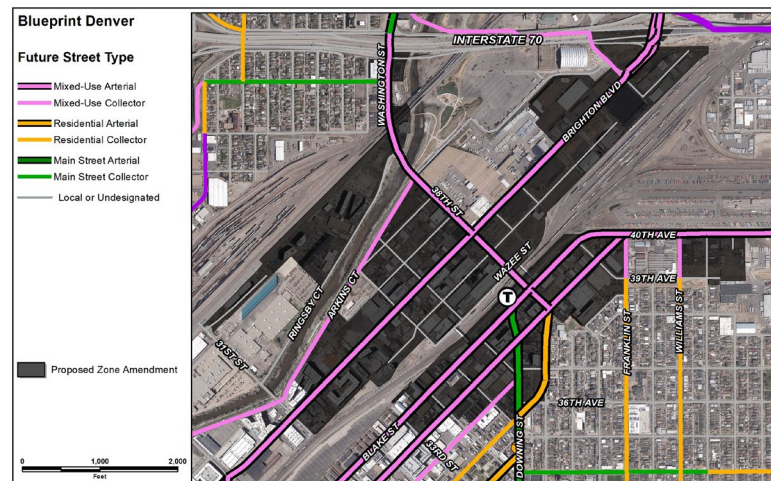 Blueprint Denver
Future Street Type
Mixed-Use Arterial
Mixed-Use Collector
Residential Arterial
Residential Collector
Main Street Arterial
Main Street Collector
Local or Undesignated
Proposed Zone Amendment
0 1,000 2,000
Feet
INTERSTATE 70
WASHINGTON ST
BRIGHTON BLVD
38TH ST
40TH AVE
WAZEE ST
39TH AVE
ARKINS CT
RINGSBY CT
T
31ST ST
FRANKLIN ST
WILLIAMS ST
36TH AVE
BLAKE ST
33RD ST
DOWNING ST